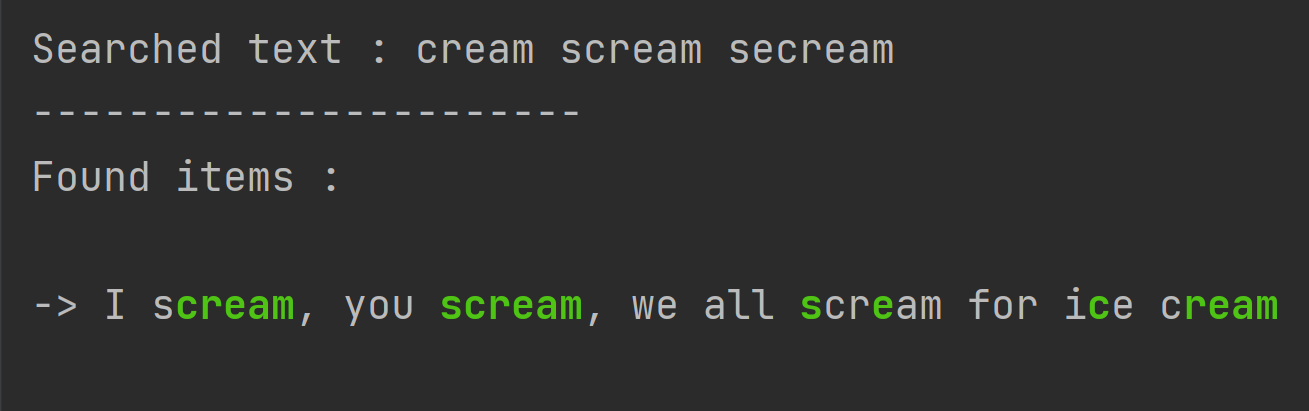 Searched text : cream scream secream
-----------------------
Found items :
-> I scream, you scream, we all scream for ice cream